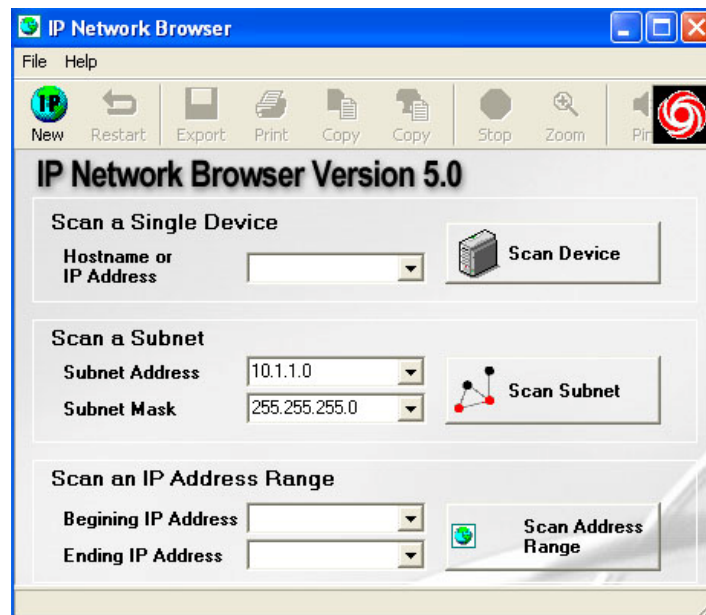 IP Network Browser
File Help
IP
New Restart Export Print Copy Copy Stop Zoom
IP Network Browser Version 5.0
Scan a Single Device
Hostname or
IP Address
Scan Device
Scan a Subnet
Subnet Address 10.1.1.0
Subnet Mask 255.255.255.0
Scan Subnet
Scan an IP Address Range
Begining IP Address
Ending IP Address
Scan Address
Range